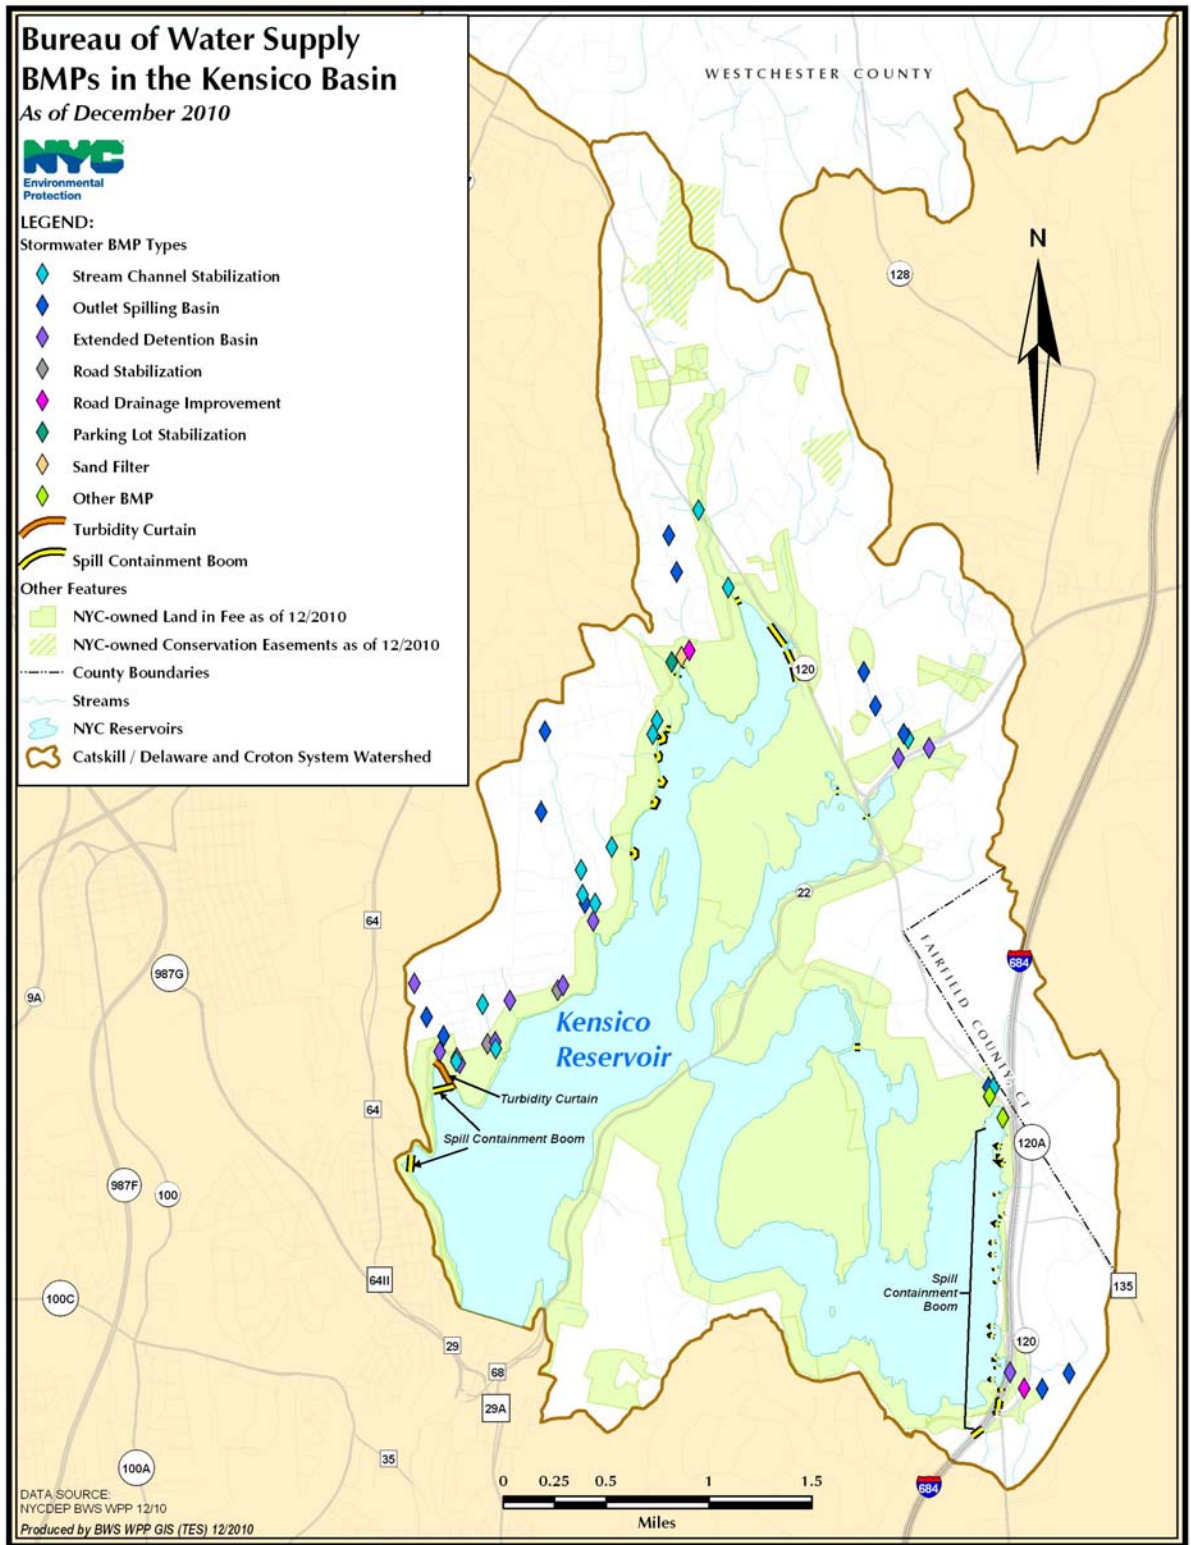 Bureau of Water Supply
BMPs in the Kensico Basin
As of December 2010
NYC
Environmental
Protection
LEGEND:
Stormwater BMP Types
Stream Channel Stabilization
Outlet Spilling Basin
Extended Detention Basin
Road Stabilization
Road Drainage Improvement
Parking Lot Stabilization
Sand Filter
Other BMP
Turbidity Curtain
Spill Containment Boom
Other Features
NYC-owned Land in Fee as of 12/2010
NYC-owned Conservation Easements as of 12/2010
County Boundaries
Streams
NYC Reservoirs
Catskill / Delaware and Croton System Watershed
WESTCHESTER COUNTY
N
128
120
22
64
987G
9A
684
FAIRFIELD COUNTY, CT
Kensico
Reservoir
Turbidity Curtain
64
Spill Containment Boom
120A
987F
100
Spill
Containment
Boom
64II
135
100C
120
29
68
29A
35
100A
684
0 0.25 0.5 1 1.5
Miles
DATA SOURCE:
NYCDEP BWS WPP 12/10
Produced by BWS WPP GIS (TES) 12/2010